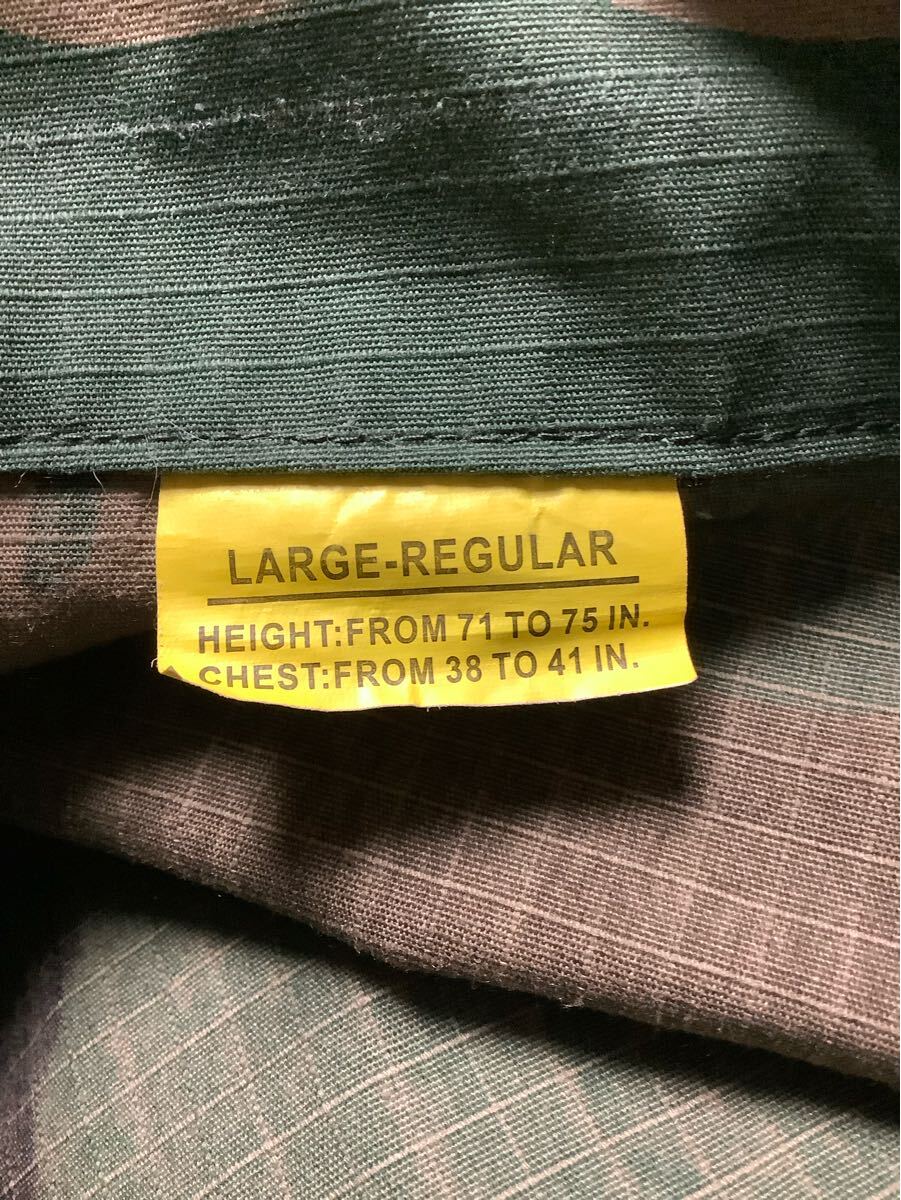 LARGE-REGULAR
HEIGHT:FROM 71 TO 75 IN.
CHEST:FROM 38 TO 41 IN.